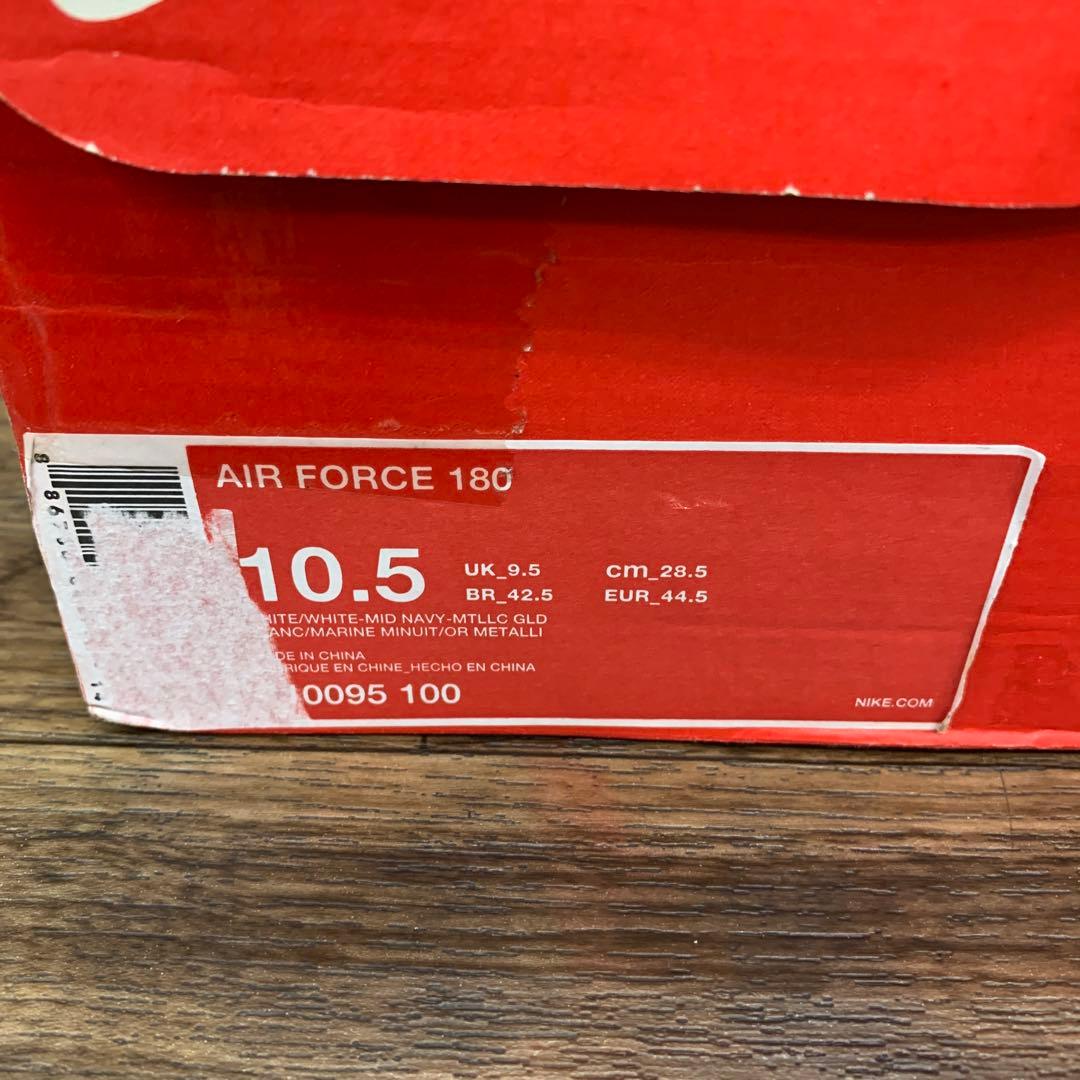 AIR FORCE 180
10.5
UK_9.5 cm_28.5
BR_42.5 EUR_44.5
HITE/WHITE-MID NAVY-MTLLC GLD
ANC/MARINE MINUIT/OR METALLI
DE IN CHINA
RIQUE EN CHINE_HECHO EN CHINA
0095 100
NIKE.COM